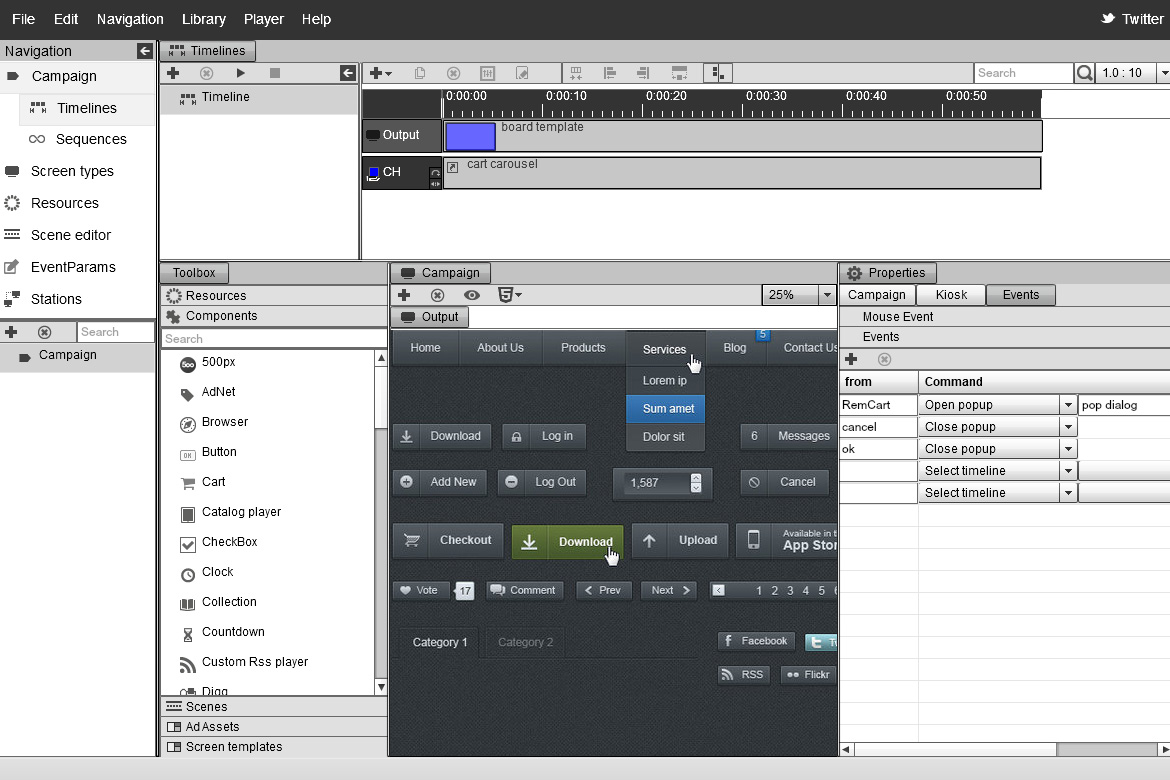 File Edit Navigation Library Player Help Twitter
Navigation
Campaign
Timelines
Sequences
Screen types
Resources
Scene editor
EventParams
Stations
Search
Campaign
Timelines
Timeline
Search 1.0 : 10
0:00:00 0:00:10 0:00:20 0:00:30 0:00:40 0:00:50
Output board template
CH cart carousel
Toolbox
Resources
Components
Search
500px
AdNet
Browser
Button
Cart
Catalog player
CheckBox
Clock
Collection
Countdown
Custom Rss player
Digg
Scenes
Ad Assets
Screen templates
Campaign
25%
Output
Home About Us Products Services Blog 5 Contact Us
Lorem ip
Sum amet
Dolor sit
Download Log in 6 Messages
Add New Log Out 1,587 Cancel
Checkout Download Upload Available in t
App Stor
Vote 17 Comment Prev Next 1 2 3 4 5 6
Category 1 Category 2
Facebook Tw
RSS Flickr
Properties
Campaign Kiosk Events
Mouse Event
Events
from Command
RemCart Open popup pop dialog
cancel Close popup
ok Close popup
Select timeline
Select timeline